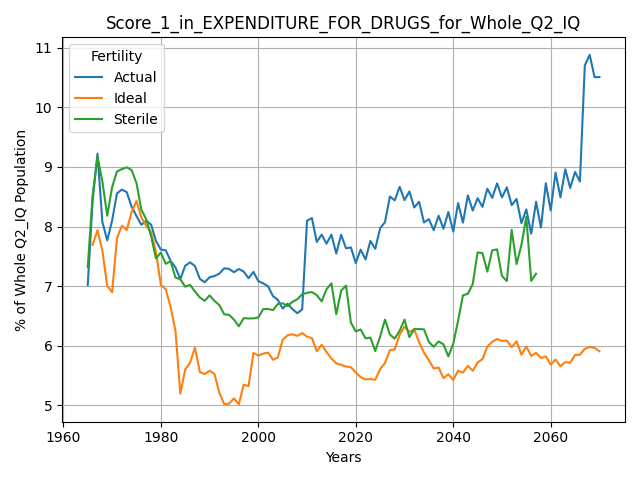 Score_1_in_EXPENDITURE_FOR_DRUGS_for_Whole_Q2_IQ
Fertility
Actual
Ideal
Sterile
% of Whole Q2_IQ Population
11
10
9
8
7
6
5
1960
1980
2000
2020
2040
2060
Years